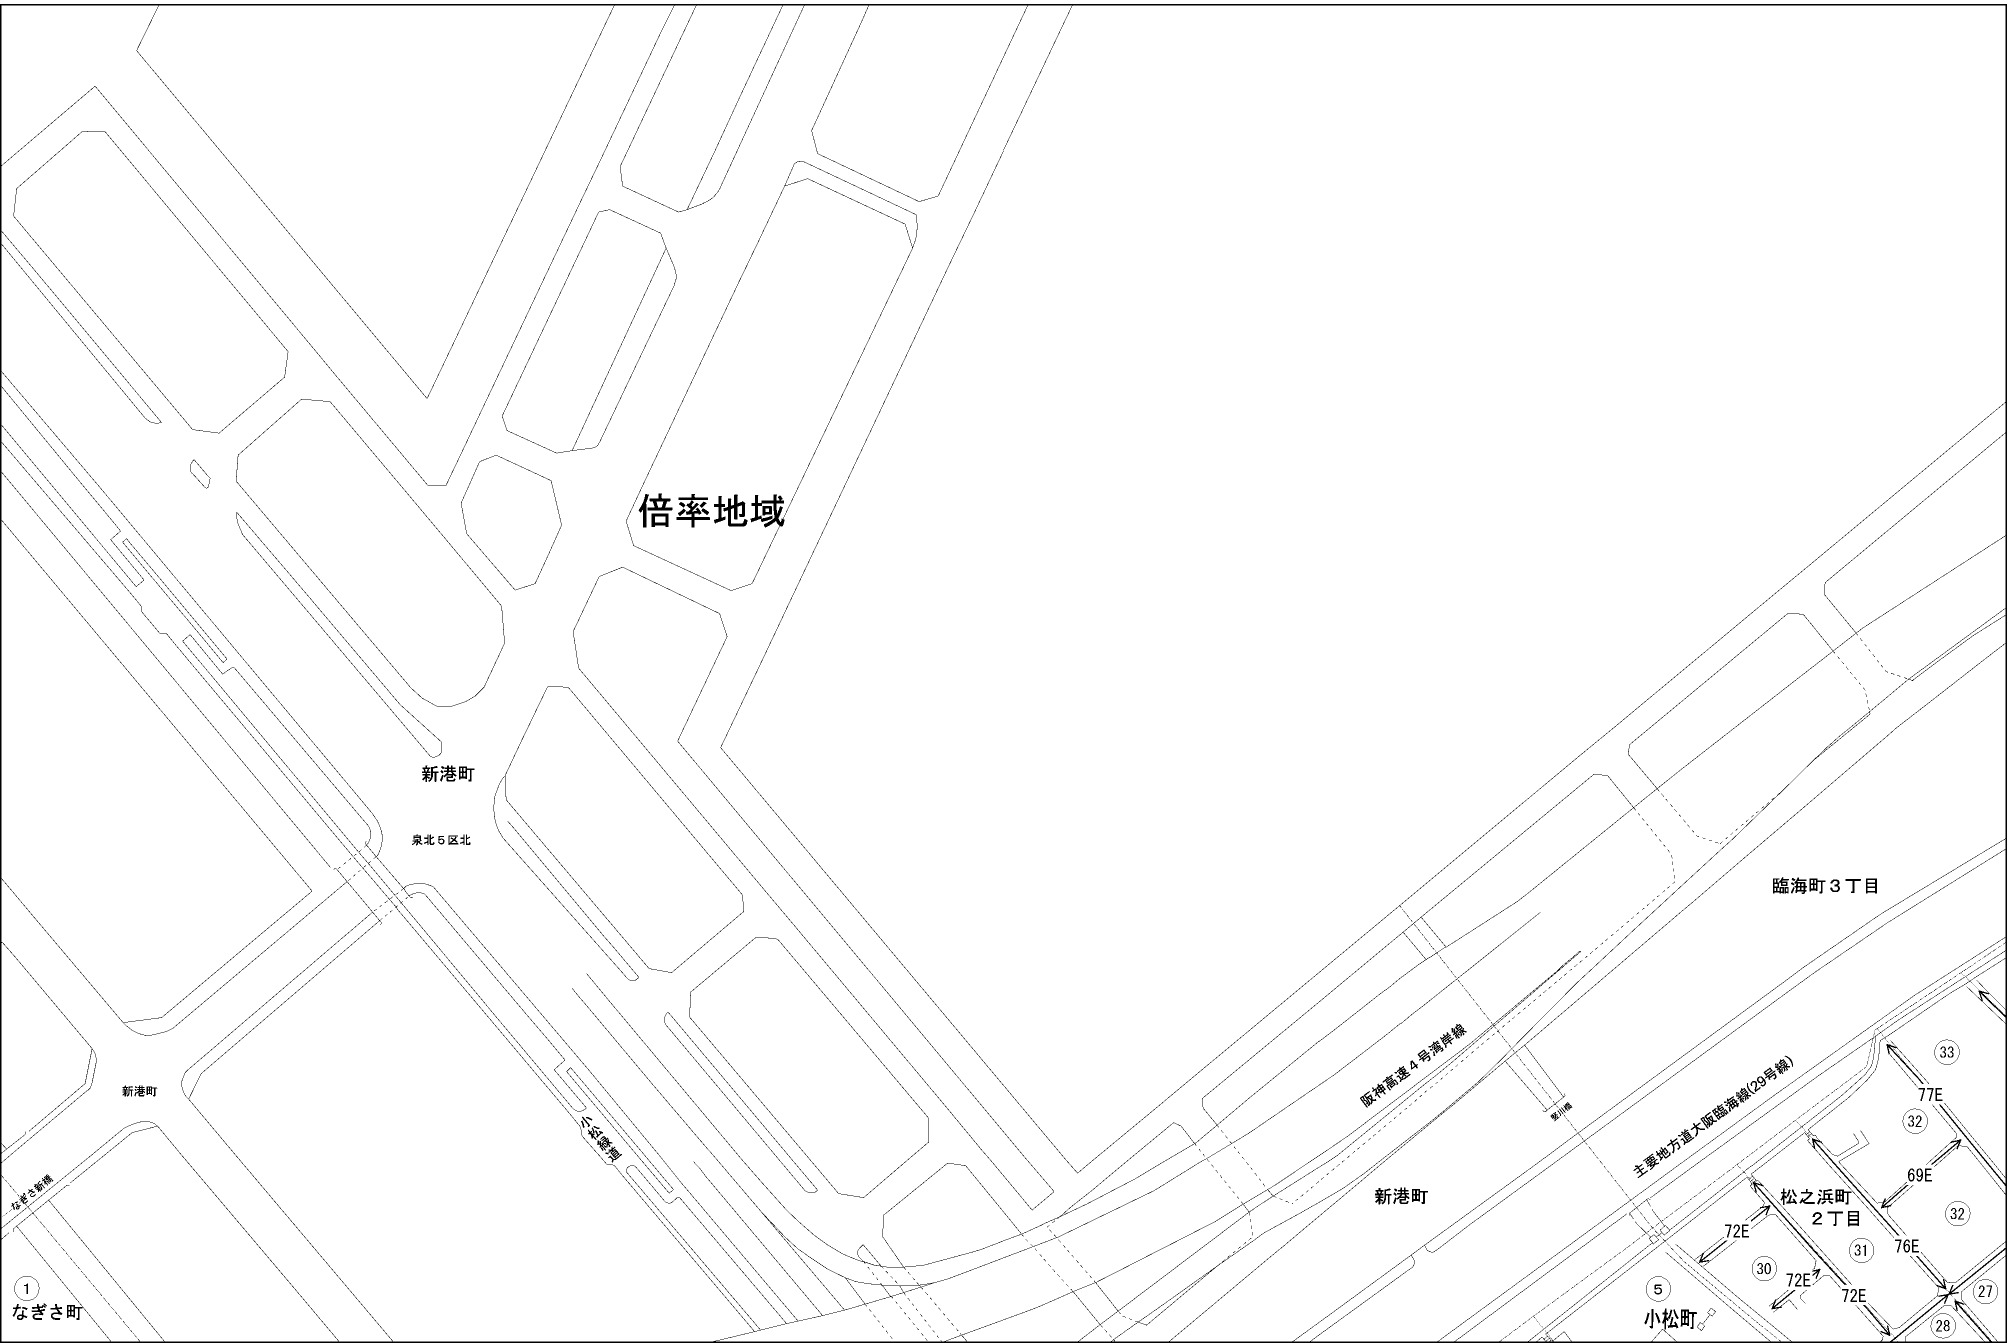 倍率地域
新港町
泉北５区北
臨海町３丁目
阪神高速４号湾岸線
主要地方道大阪臨海線(29号線)
小松緑道
新港町
なぎさ新橋
新港町
33
77E
32
69E
松之浜町
２丁目
32
72E
31
76E
30
72E
72E
27
28
5
小松町
1
なぎさ町